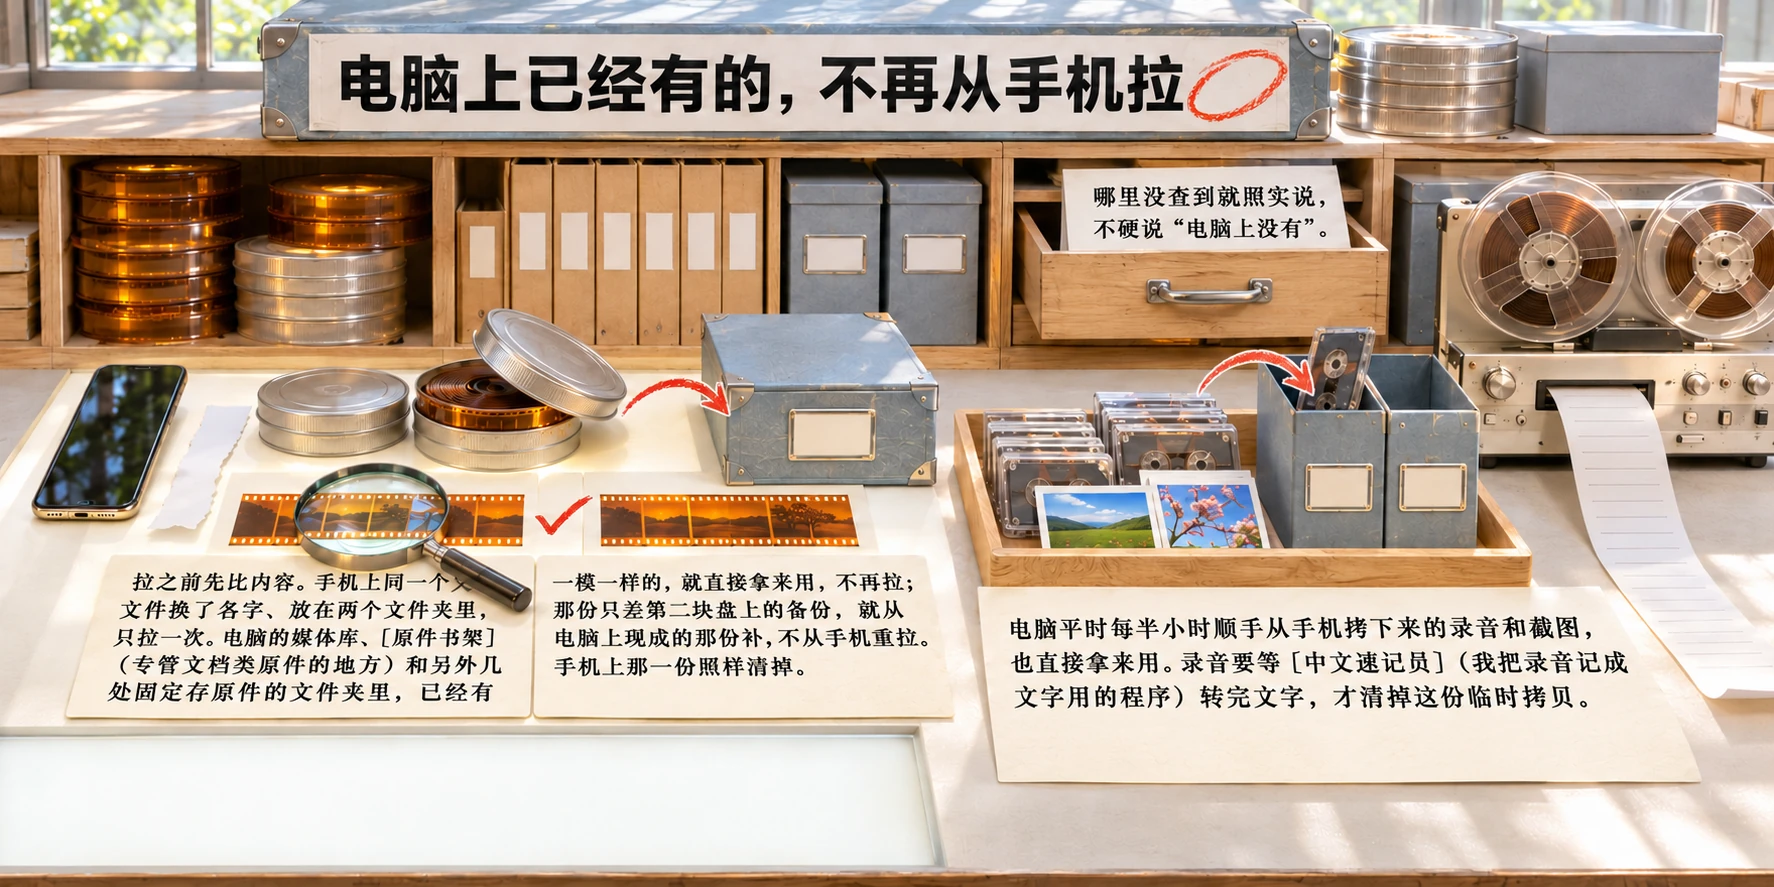 电脑上已经有的，不再从手机拉
哪里没查到就照实说，
不硬说“电脑上没有”。
拉之前先比内容。手机上同一个
文件换了名字、放在两个文件夹里，
只拉一次。电脑的媒体库、[原件书架]
（专管文档类原件的地方）和另外几
处固定存原件的文件夹里，已经有
一模一样的，就直接拿来用，不再拉；
那份只差第二块盘上的备份，就从
电脑上现成的那份补，不从手机重拉。
手机上那一份照样清掉。
电脑平时每半小时顺手从手机拷下来的录音和截图，
也直接拿来用。录音要等[中文速记员]（我把录音记成
文字用的程序）转完文字，才清掉这份临时拷贝。